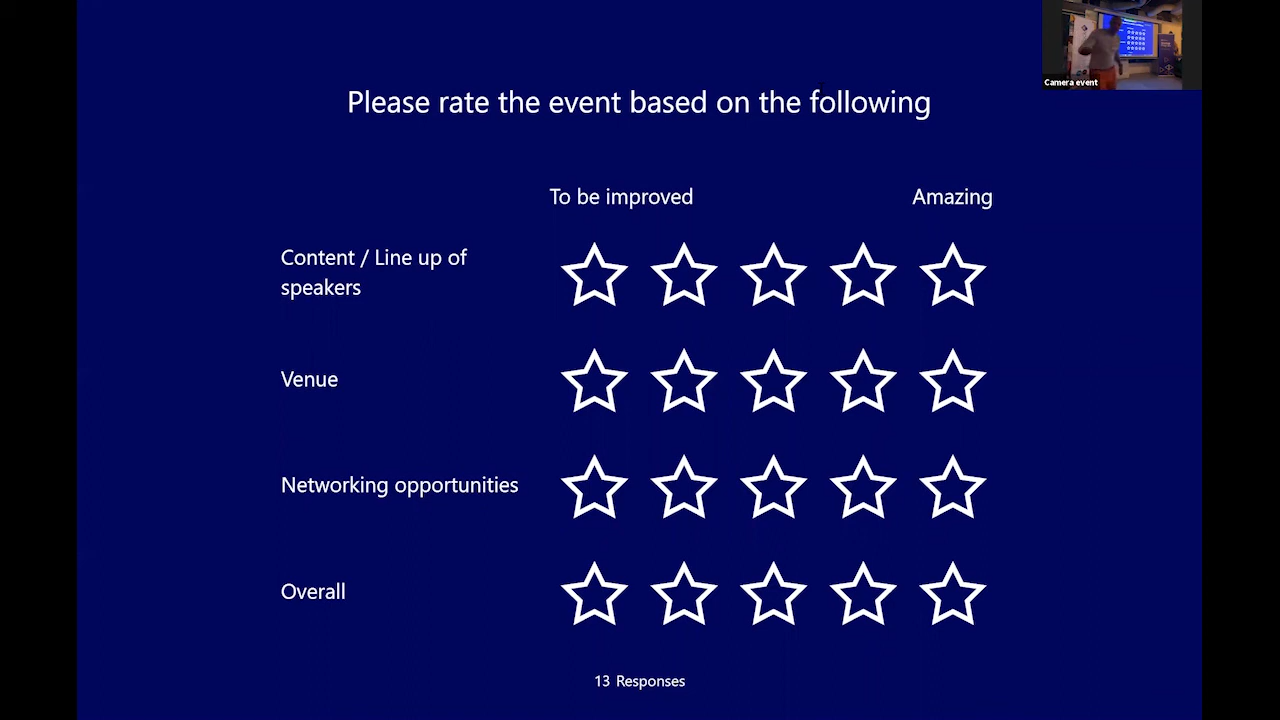 Please rate the event based on the following
To be improved
Amazing
Content / Line up of
speakers
Venue
Networking opportunities
Overall
13 Responses
Camera event